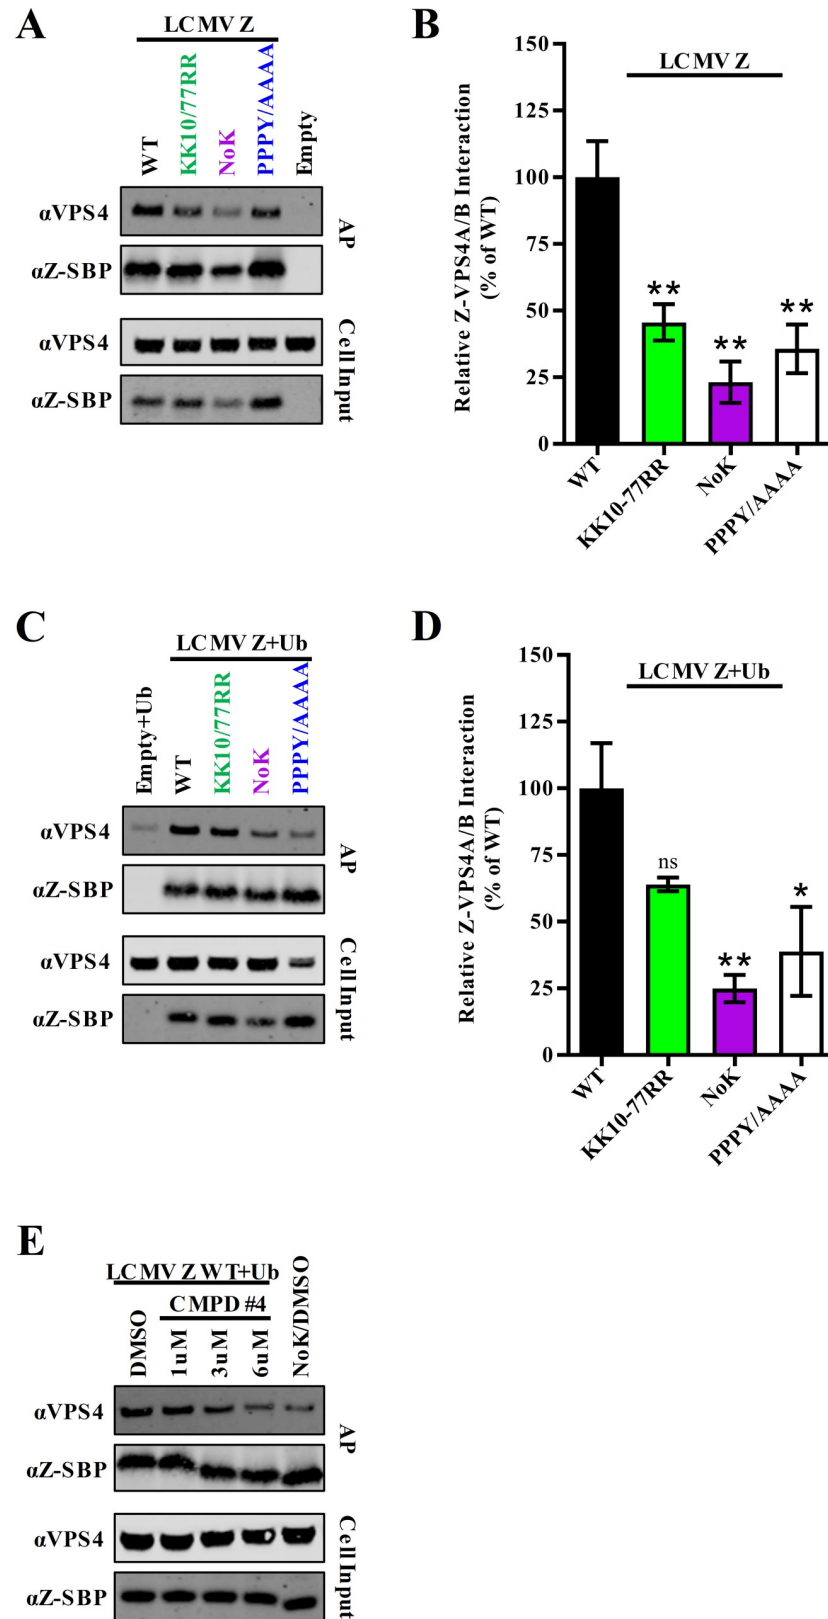 A
LCMV Z
WT
KK10/77RR
NoK
PPPY/AAAA
Empty
αVPS4
αZ-SBP
AP
αVPS4
αZ-SBP
Cell Input
B
150
125
100
75
50
25
0
Relative Z-VPS4A/B Interaction
(% of WT)
LCMV Z
**
**
**
WT
KK10-77RR
NoK
PPPY/AAAA
C
LCMV Z+Ub
Empty+Ub
WT
KK10/77RR
NoK
PPPY/AAAA
αVPS4
αZ-SBP
AP
αVPS4
αZ-SBP
Cell Input
D
150
125
100
75
50
25
0
Relative Z-VPS4A/B Interaction
(% of WT)
LCMV Z+Ub
ns
**
*
WT
KK10-77RR
NoK
PPPY/AAAA
E
LCMV Z WT+Ub
CMPD #4
DMSO
1uM
3uM
6uM
NoK/DMSO
αVPS4
αZ-SBP
AP
αVPS4
αZ-SBP
Cell Input